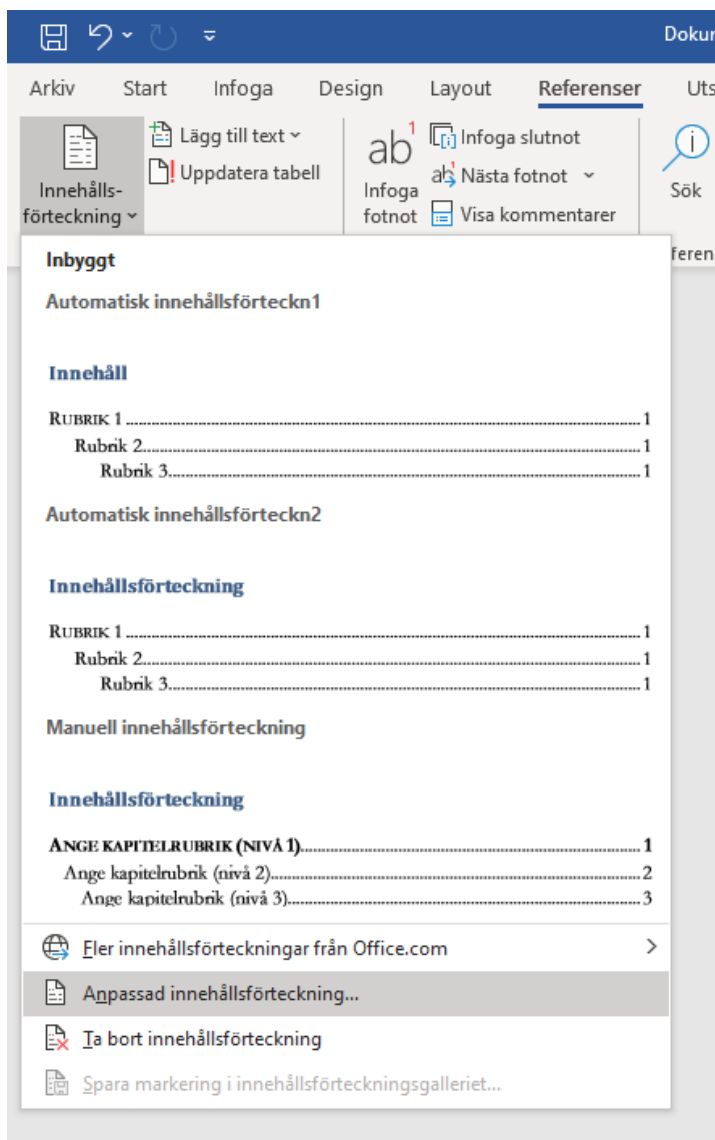 Dokur
Arkiv Start Infoga Design Layout Referenser Uts
Innehålls-
förteckning
Lägg till text
Uppdatera tabell
ab1
Infoga
fotnot
Infoga slutnot
Nästa fotnot
Visa kommentarer
Sök
feren
Inbyggt
Automatisk innehållsförteckn1
Innehåll
RUBRIK 1 1
Rubrik 2 1
Rubrik 3 1
Automatisk innehållsförteckn2
Innehållsförteckning
RUBRIK 1 1
Rubrik 2 1
Rubrik 3 1
Manuell innehållsförteckning
Innehållsförteckning
ANGE KAPITELRUBRIK (NIVÅ 1) 1
Ange kapitelrubrik (nivå 2) 2
Ange kapitelrubrik (nivå 3) 3
Fler innehållsförteckningar från Office.com
Anpassad innehållsförteckning...
Ta bort innehållsförteckning
Spara markering i innehållsförteckningsgalleriet...